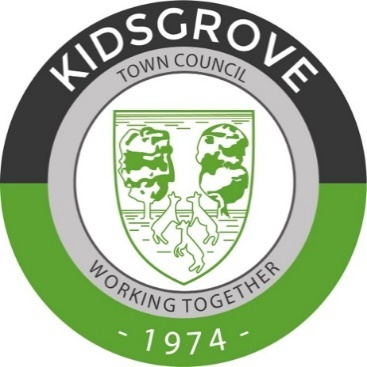 KIDSGROVE
TOWN COUNCIL
WORKING TOGETHER
- 1974 -